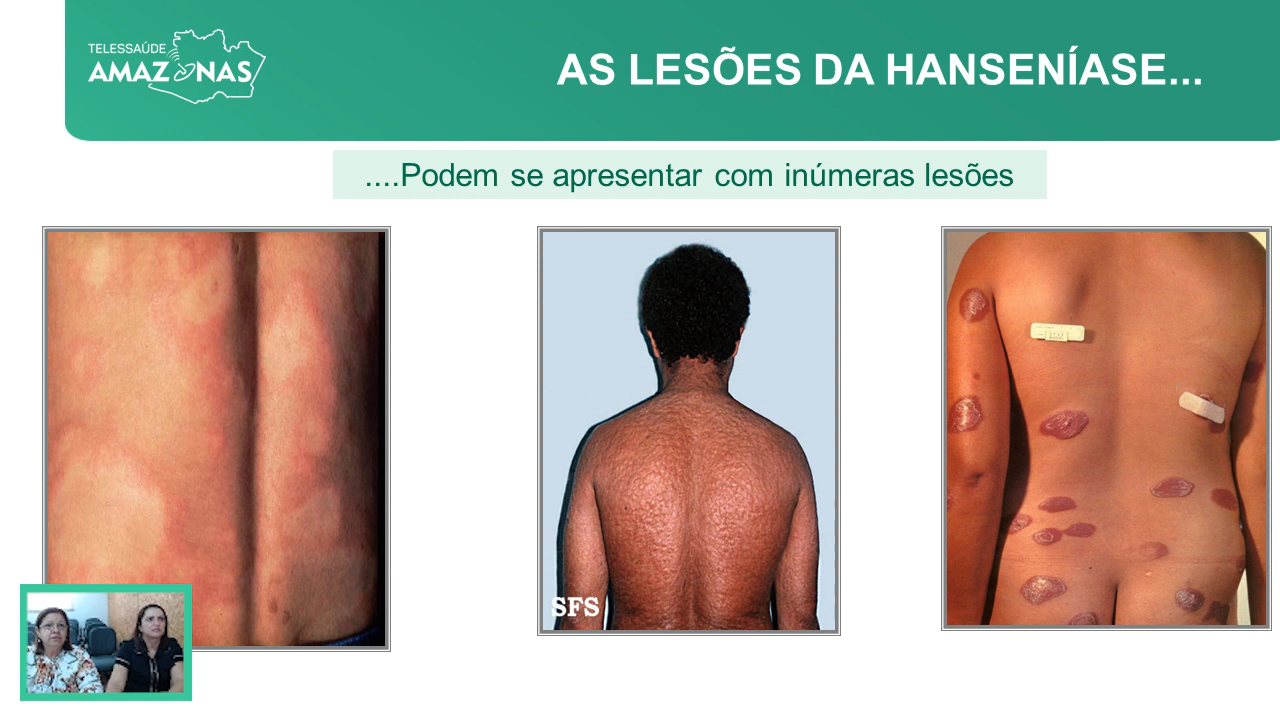 TELESSAÚDE
AMAZONAS
AS LESÕES DA HANSENÍASE...
....Podem se apresentar com inúmeras lesões
SFS